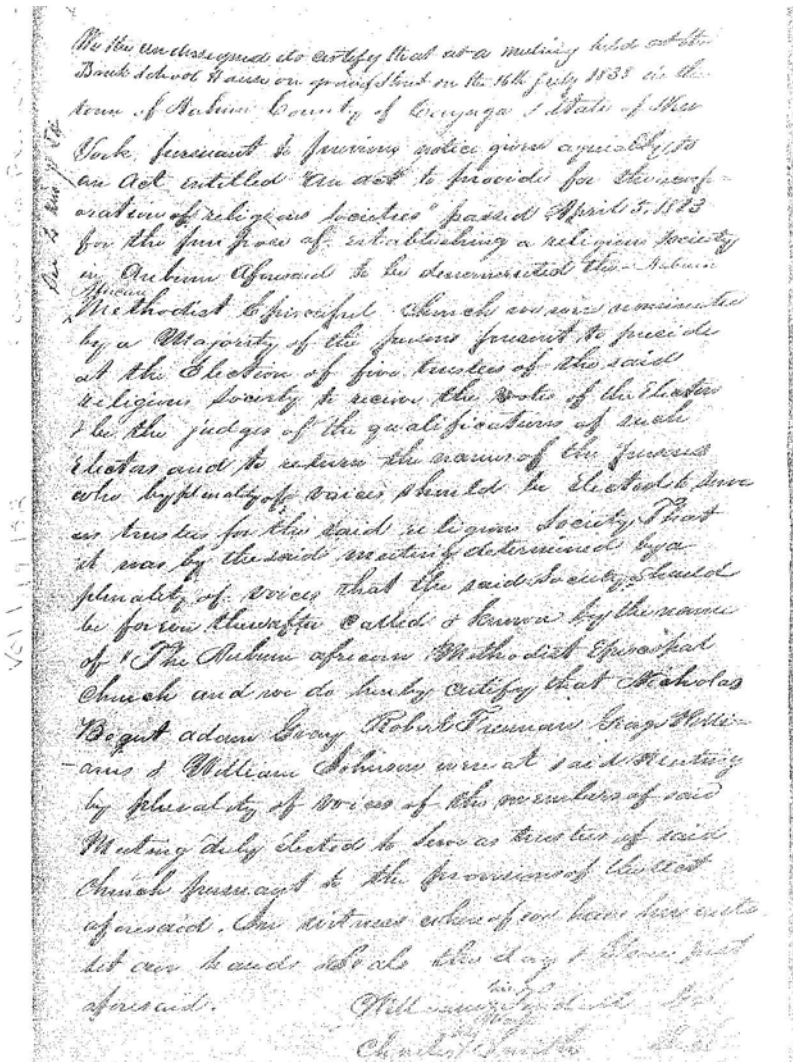 We the undersigned do certify that at a meeting held at the
Bank School House on Street on the 16th July 1838 in the
town of Auburn County of Cayuga & State of New
York, pursuant to previous notice given agreeably to
an Act entitled "An act to provide for the incorp-
oration of religious Societies" passed April 5, 1813
for the purpose of establishing a religious society
in Auburn Aforesaid to be denominated the Auburn
African
Methodist Episcopal Church we were nominated
by a Majority of the persons present, to preside
at the Election of five trustees of the said
religious Society to receive the votes of the Electors
& be the judges of the qualifications of such
Electors and to return the names of the persons
who by plurality of voices should be Elected to serve
as trustees for the said religious Society, That
it was by the said meeting determined by a
plurality of voices that the said Society should
be forever thereafter called & known by the name
of "The Auburn african Methodist Episcopal
Church and we do hereby certify that Nicholas
Bogart adam Gray Robert Freeman George Willi-
ams & William Johnson were at said Meeting
by plurality of voices of the members of said
Meeting duly elected to serve as trustees of said
Church pursuant to the provisions of the Act
aforesaid. In witness whereof we have hereunto
set our hands & Seals the day & place first
aforesaid.
his
Charles Smith
Vol 1 188